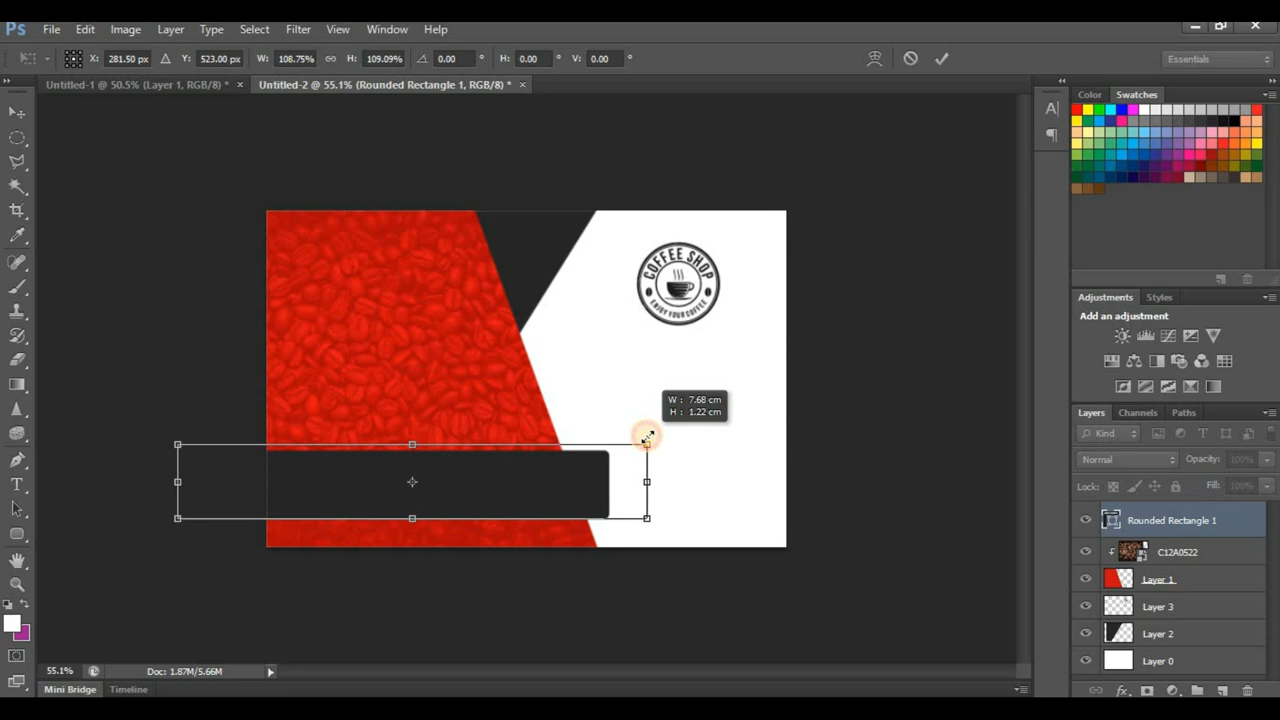 Ps File Edit Image Layer Type Select Filter View Window Help
X: 281.50 px Y: 523.00 px W: 108.75% H: 109.09% 0.00 ° H: 0.00 ° V: 0.00 ° Essentials
Untitled-1 @ 50.5% (Layer 1, RGB/8) * × Untitled-2 @ 55.1% (Rounded Rectangle 1, RGB/8) * ×
Color Swatches
COFFEE SHOP
ENJOY YOUR COFFEE
W : 7.68 cm
H : 1.22 cm
Adjustments Styles
Add an adjustment
Layers Channels Paths
Kind
Normal Opacity: 100%
Lock: Fill: 100%
Rounded Rectangle 1
C12A0522
Layer 1
Layer 3
Layer 2
Layer 0
55.1% Doc: 1.87M/5.66M
Mini Bridge Timeline